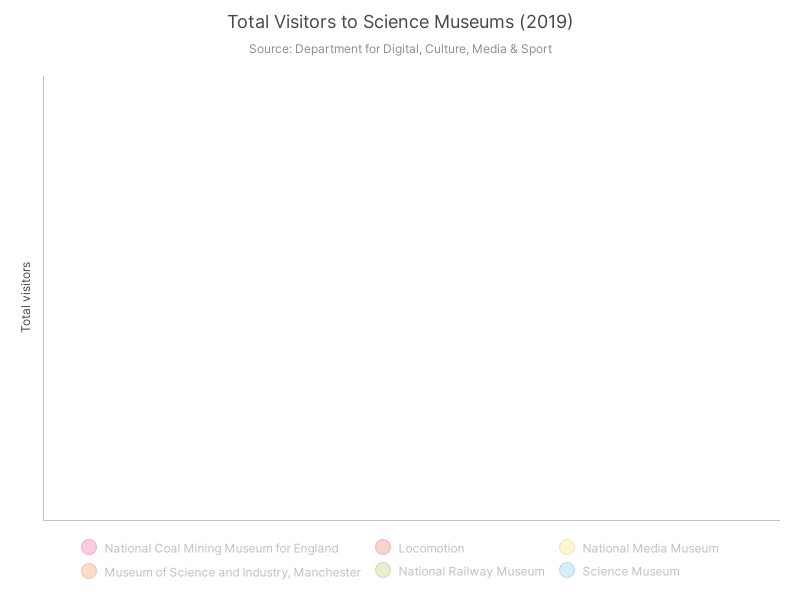 Total Visitors to Science Museums (2019)
Source: Department for Digital, Culture, Media & Sport
Total visitors
National Coal Mining Museum for England
Locomotion
National Media Museum
Museum of Science and Industry, Manchester
National Railway Museum
Science Museum